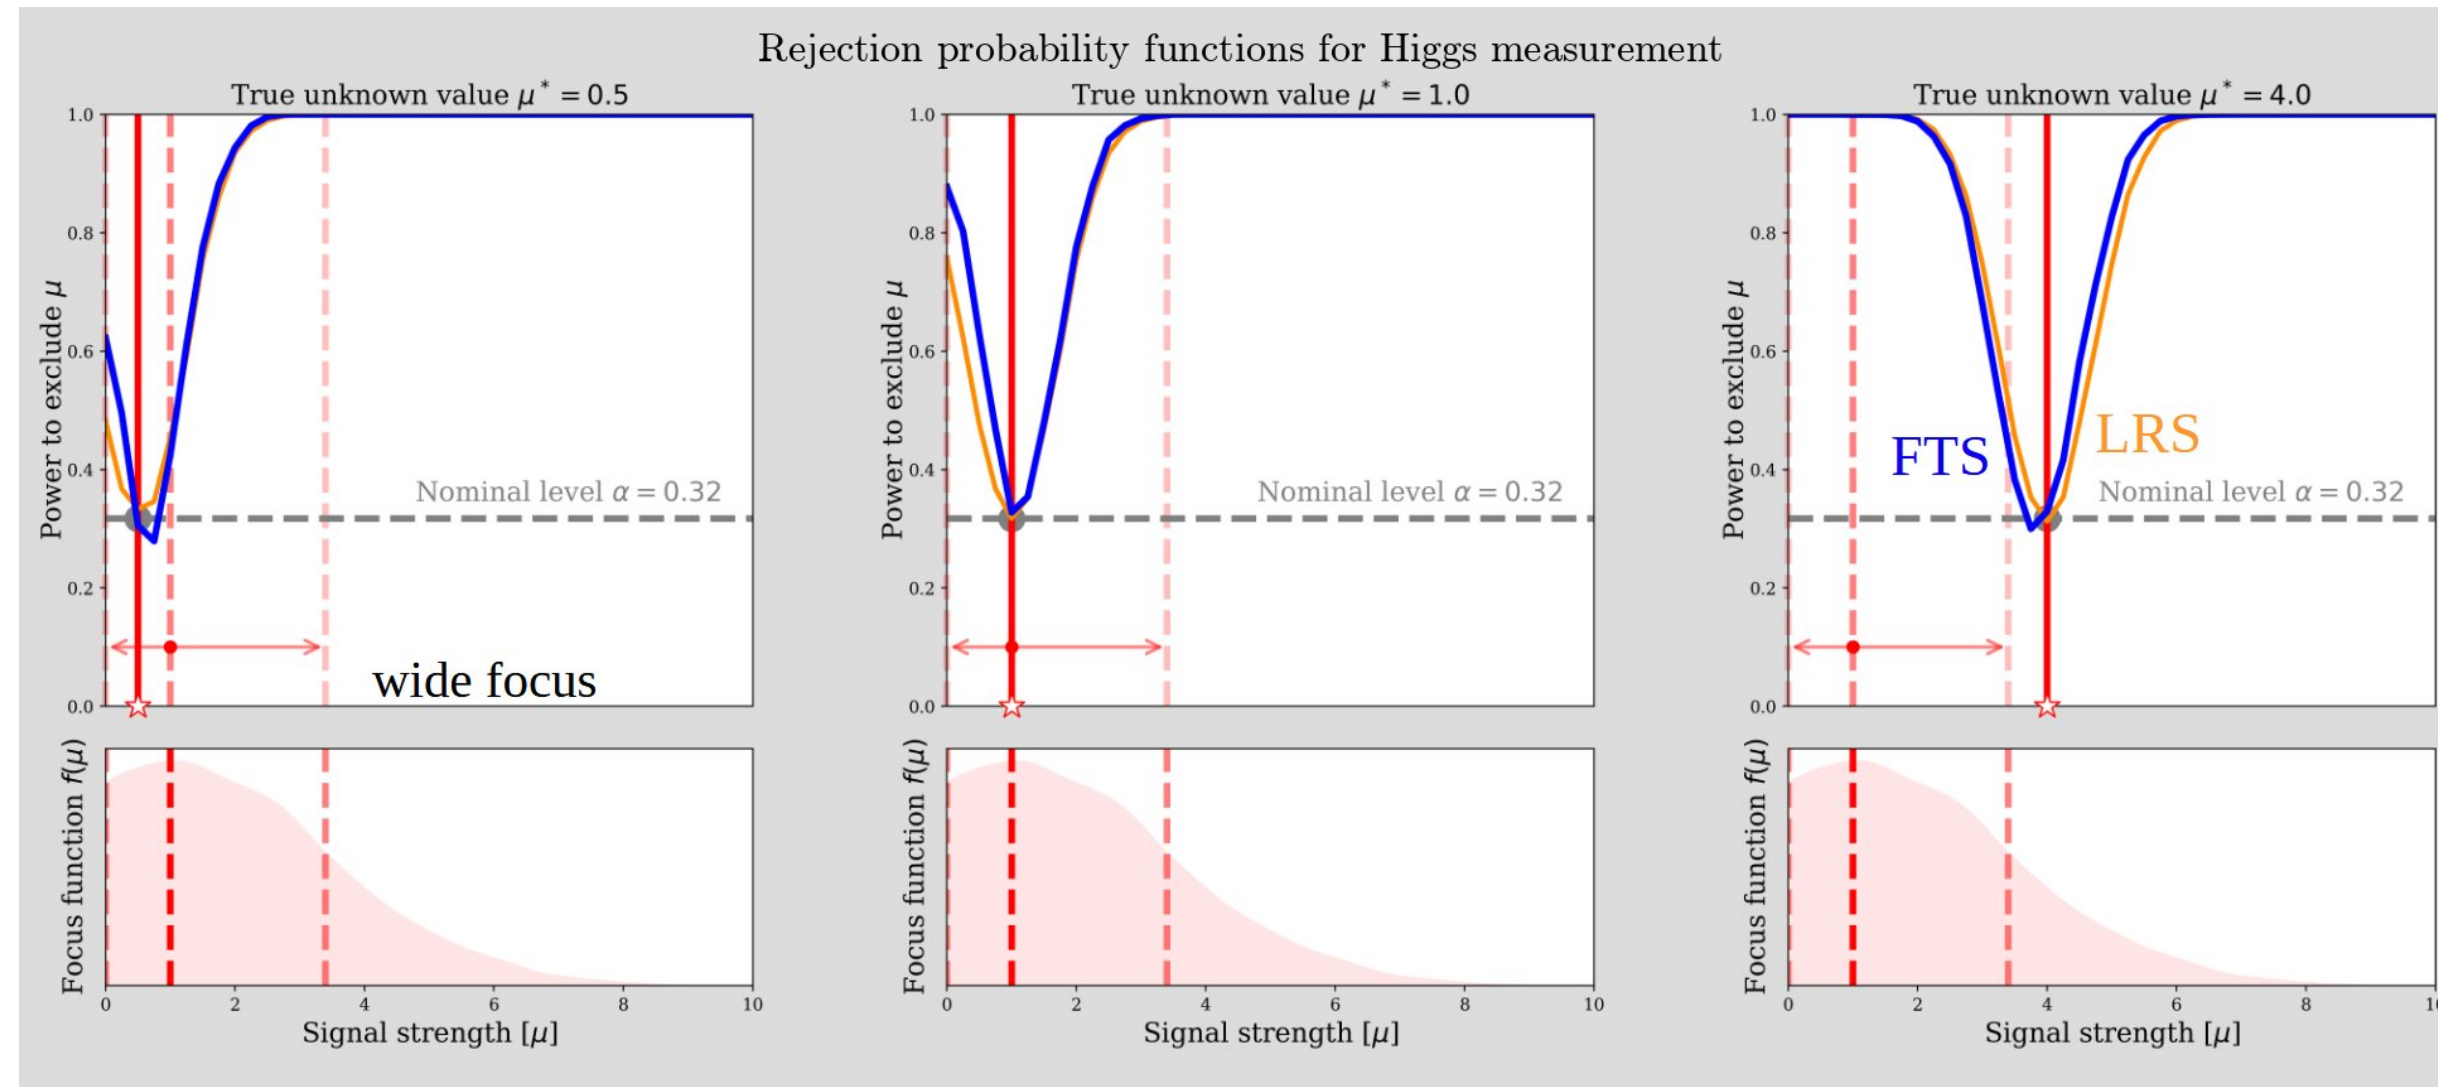 Rejection probability functions for Higgs measurement
True unknown value μ* = 0.5
1.0
0.8
0.6
0.4
0.2
0.0
Power to exclude μ
Nominal level α = 0.32
wide focus
True unknown value μ* = 1.0
1.0
0.8
0.6
0.4
0.2
0.0
Power to exclude μ
Nominal level α = 0.32
True unknown value μ* = 4.0
1.0
0.8
0.6
0.4
0.2
0.0
Power to exclude μ
FTS
LRS
Nominal level α = 0.32
Focus function f(μ)
0 2 4 6 8 10
Signal strength [μ]
Focus function f(μ)
0 2 4 6 8 10
Signal strength [μ]
Focus function f(μ)
0 2 4 6 8
Signal strength [μ]